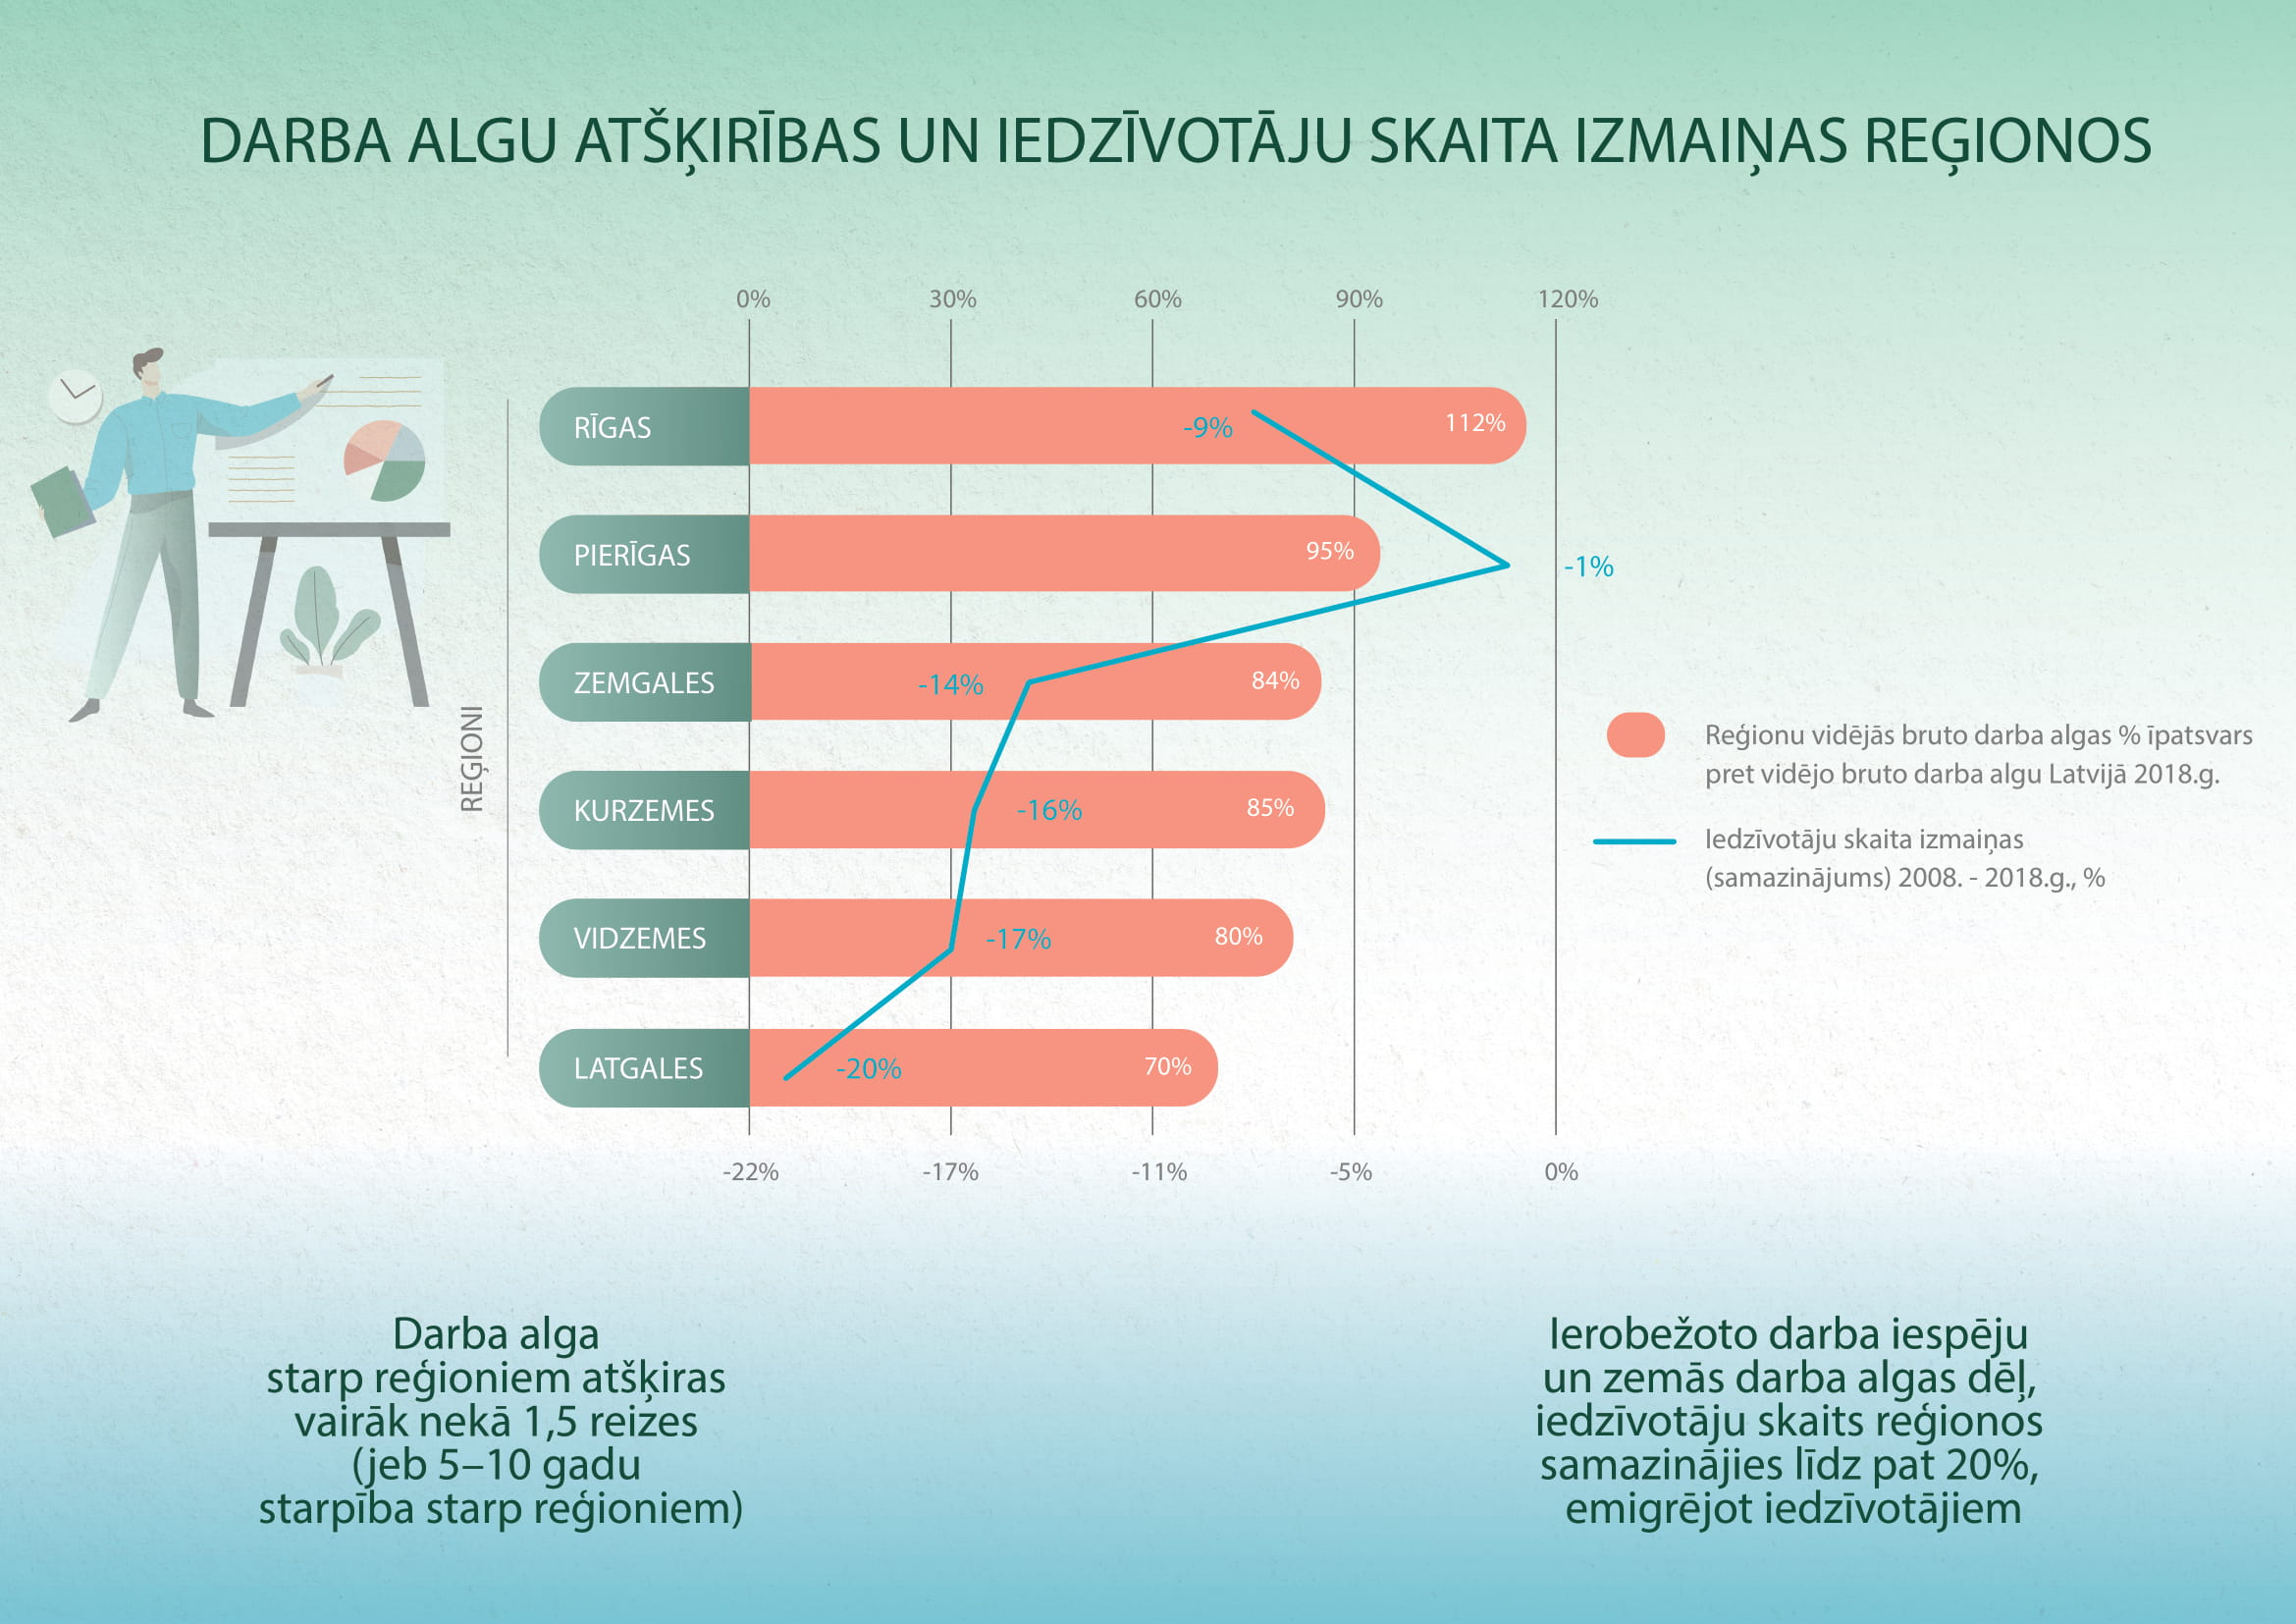 DARBA ALGU ATŠĶIRĪBAS UN IEDZĪVOTĀJU SKAITA IZMAIŅAS REĢIONOS
0% 30% 60% 90% 120%
REĢIONI
RĪGAS -9% 112%
PIERĪGAS 95% -1%
ZEMGALES -14% 84%
KURZEMES -16% 85%
VIDZEMES -17% 80%
LATGALES -20% 70%
-22% -17% -11% -5% 0%
Reģionu vidējās bruto darba algas % īpatsvars
pret vidējo bruto darba algu Latvijā 2018.g.
Iedzīvotāju skaita izmaiņas
(samazinājums) 2008. - 2018.g., %
Darba alga
starp reģioniem atšķiras
vairāk nekā 1,5 reizes
(jeb 5–10 gadu
starpība starp reģioniem)
Ierobežoto darba iespēju
un zemās darba algas dēļ,
iedzīvotāju skaits reģionos
samazinājies līdz pat 20%,
emigrējot iedzīvotājiem